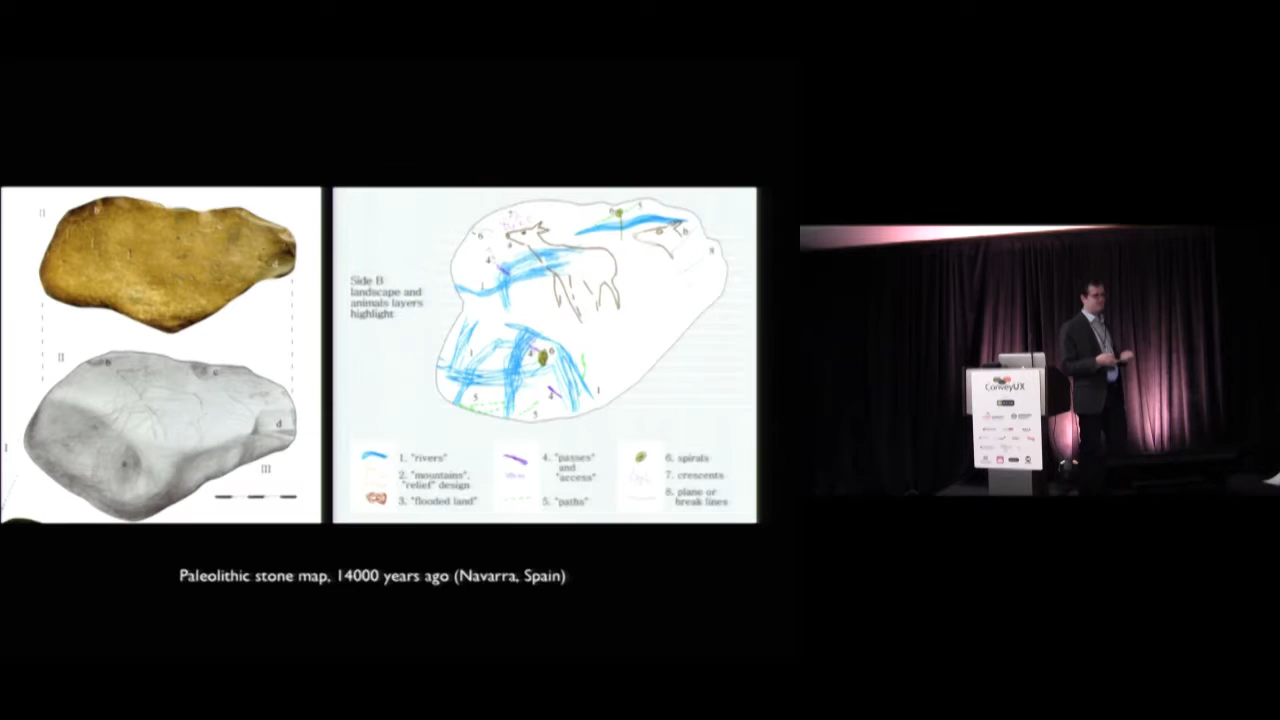 Side B
landscape and
animals layers
highlight
1. "rivers"
2. "mountains",
"relief" design
3. "flooded land"
4. "passes"
and
"access"
5. "paths"
6. spirals
7. crescents
8. plane or
break lines
Paleolithic stone map, 14000 years ago (Navarra, Spain)
ConveyUX